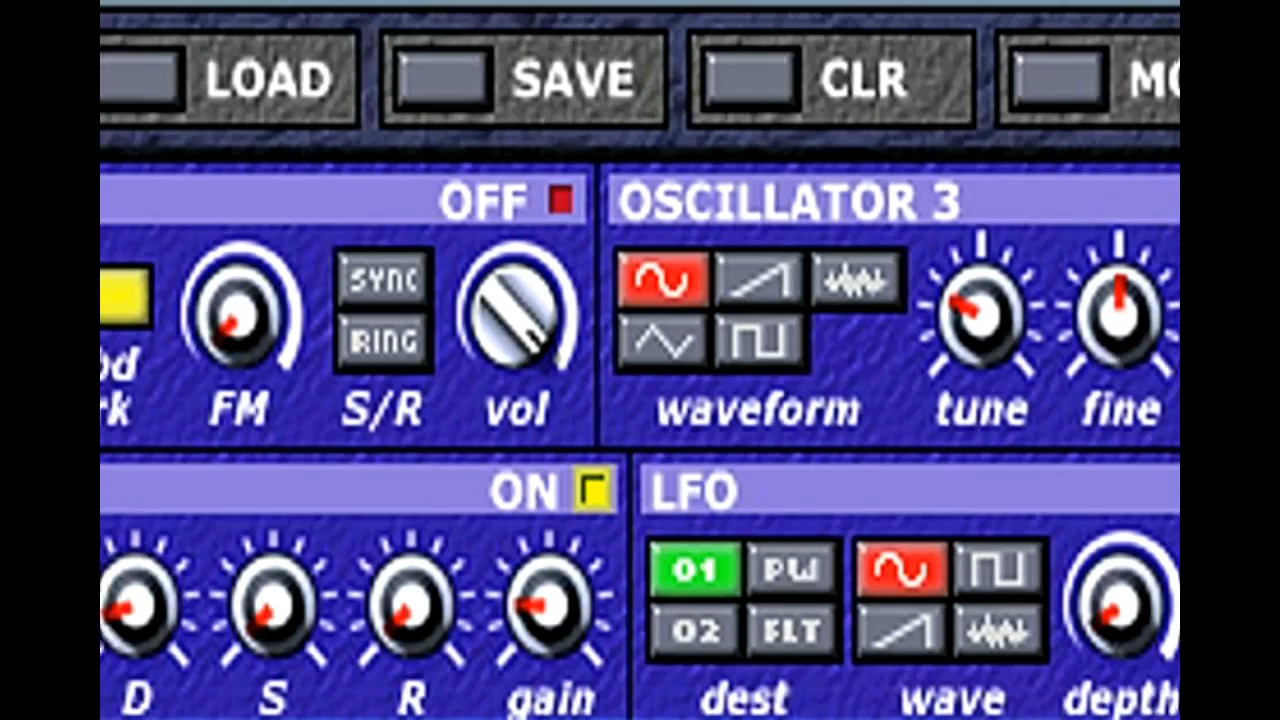 LOAD SAVE CLR
OFF OSCILLATOR 3
SYNC
RING
FM S/R vol waveform tune fine
ON LFO
O1 PW
O2 FLT
D S R gain dest wave depth